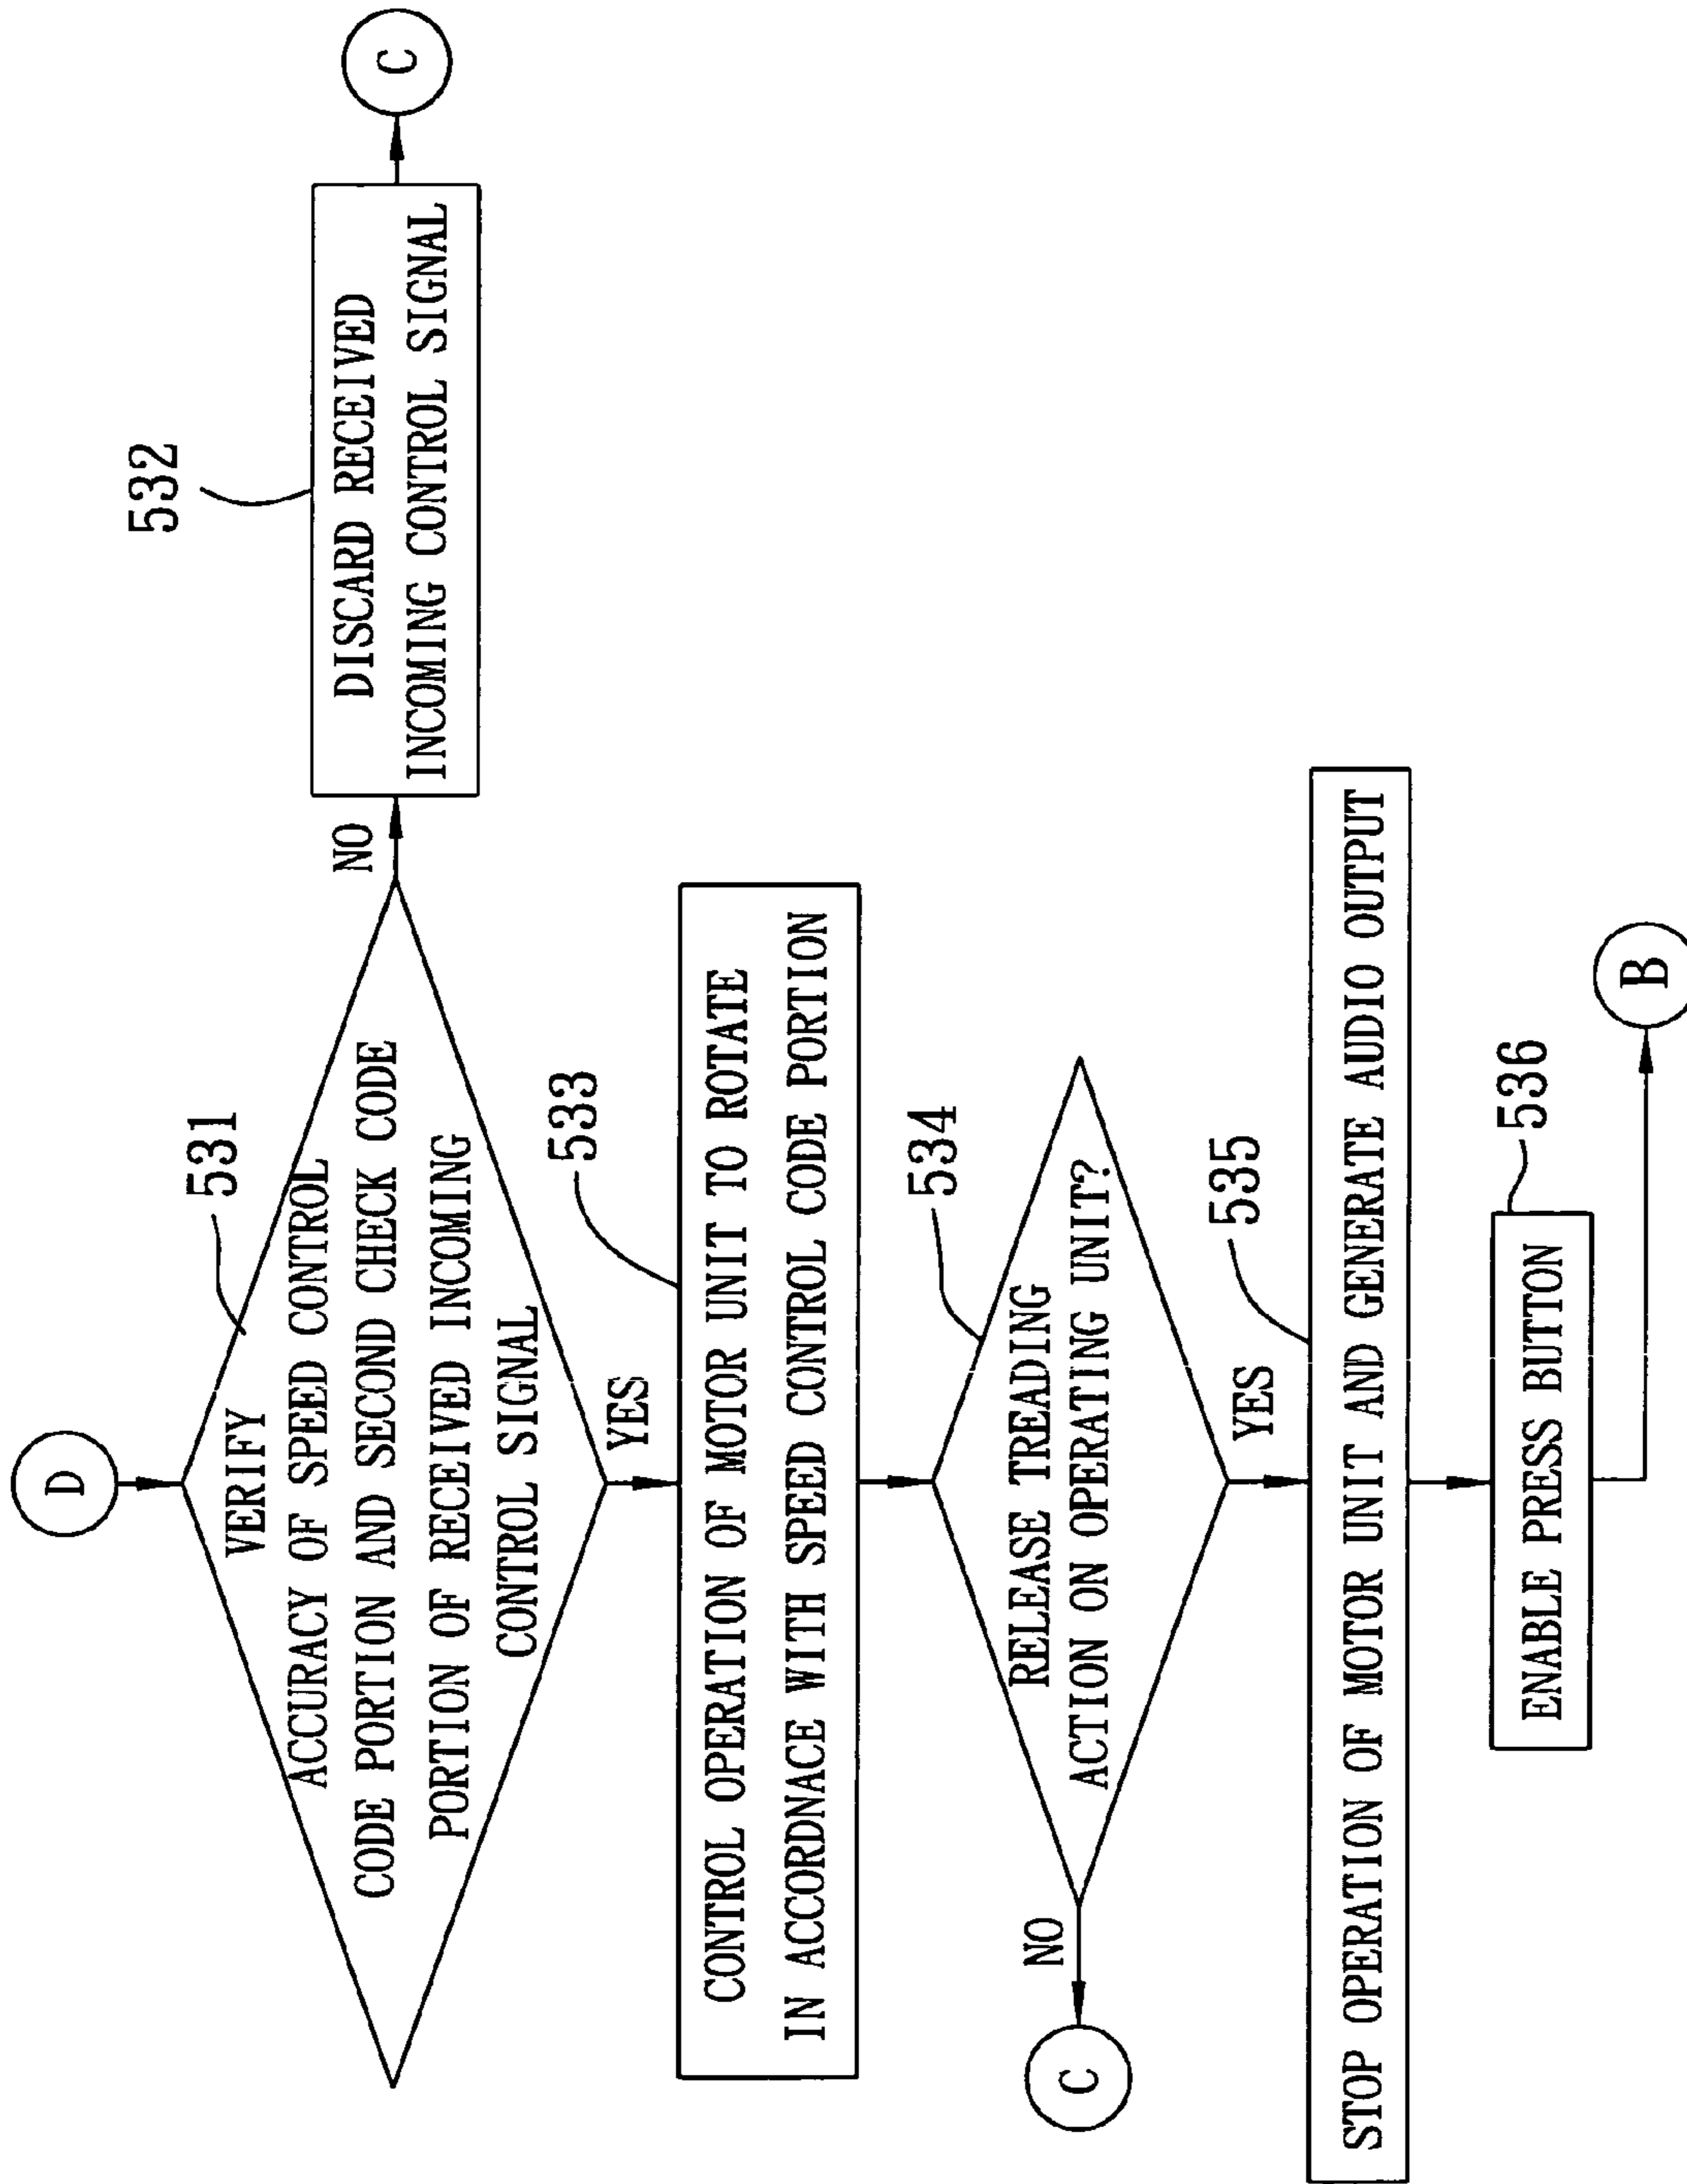 D
531
VERIFY
ACCURACY OF SPEED CONTROL
CODE PORTION AND SECOND CHECK CODE
PORTION OF RECEIVED INCOMING
CONTROL SIGNAL
NO
532
DISCARD RECEIVED
INCOMING CONTROL SIGNAL
C
YES
533
CONTROL OPERATION OF MOTOR UNIT TO ROTATE
IN ACCORDNACE WITH SPEED CONTROL CODE PORTION
534
RELEASE TREADING
ACTION ON OPERATING UNIT?
NO
C
YES
535
STOP OPERATION OF MOTOR UNIT AND GENERATE AUDIO OUTPUT
536
ENABLE PRESS BUTTON
B